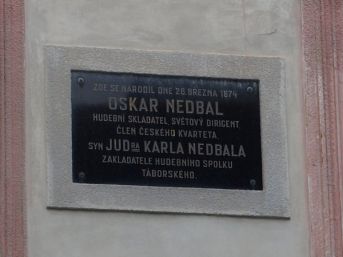 ZDE SE NARODIL DNE 26. BŘEZNA 1874
OSKAR NEDBAL
HUDEBNÍ SKLADATEL, SVĚTOVÝ DIRIGENT
ČLEN ČESKÉHO KVARTETA.
SYN JUDRA KARLA NEDBALA
ZAKLADATELE HUDEBNÍHO SPOLKU
TÁBORSKÉHO.